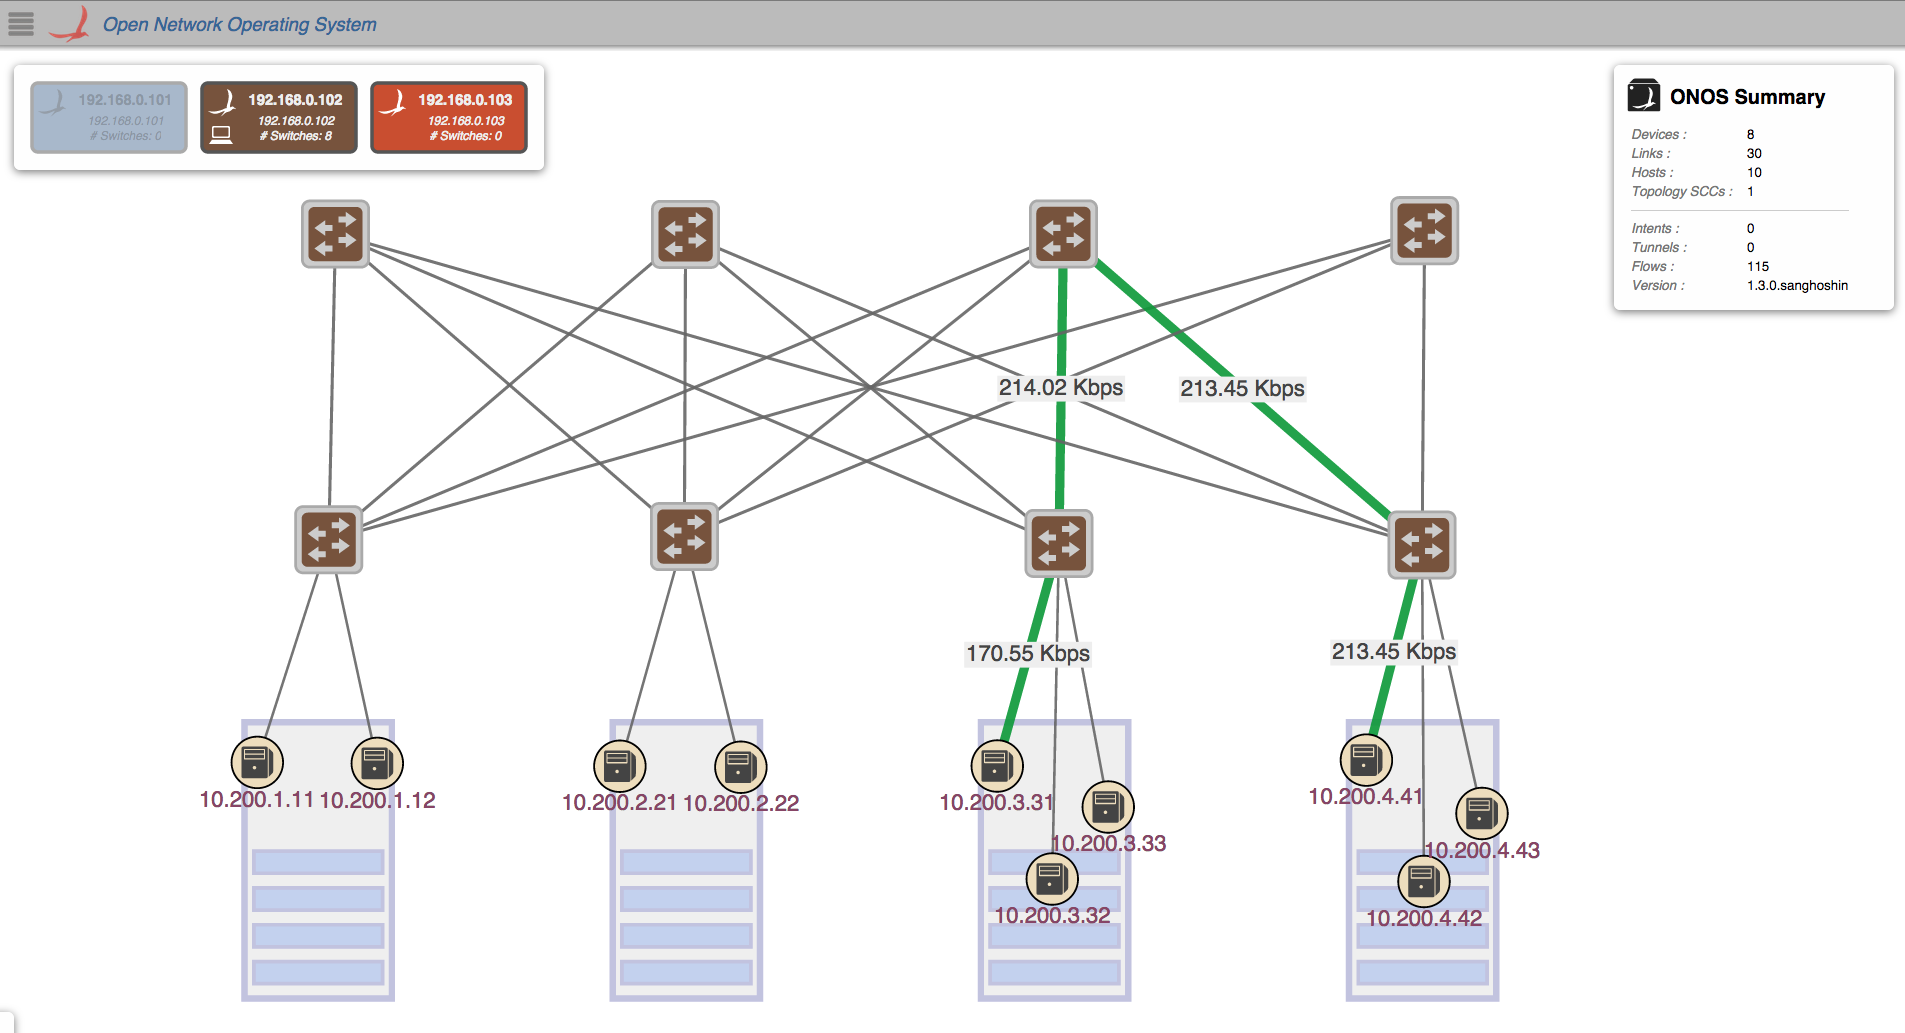 Open Network Operating System
192.168.0.101
192.168.0.101
# Switches: 0
192.168.0.102
192.168.0.102
# Switches: 8
192.168.0.103
192.168.0.103
# Switches: 0
ONOS Summary
Devices : 8
Links : 30
Hosts : 10
Topology SCCs : 1
Intents : 0
Tunnels : 0
Flows : 115
Version : 1.3.0.sanghoshin
214.02 Kbps
213.45 Kbps
170.55 Kbps
213.45 Kbps
10.200.1.11
10.200.1.12
10.200.2.21
10.200.2.22
10.200.3.31
10.200.3.33
10.200.3.32
10.200.4.41
10.200.4.43
10.200.4.42